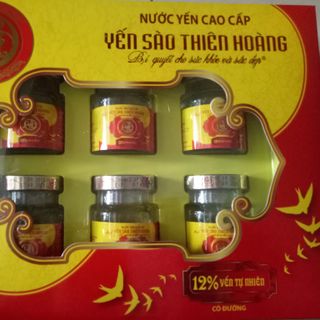 NƯỚC YẾN CAO CẤP
YẾN SÀO THIÊN HOÀNG
Bí quyết cho sức khỏe và sắc đẹp
12% YẾN TỰ NHIÊN
CÓ ĐƯỜNG